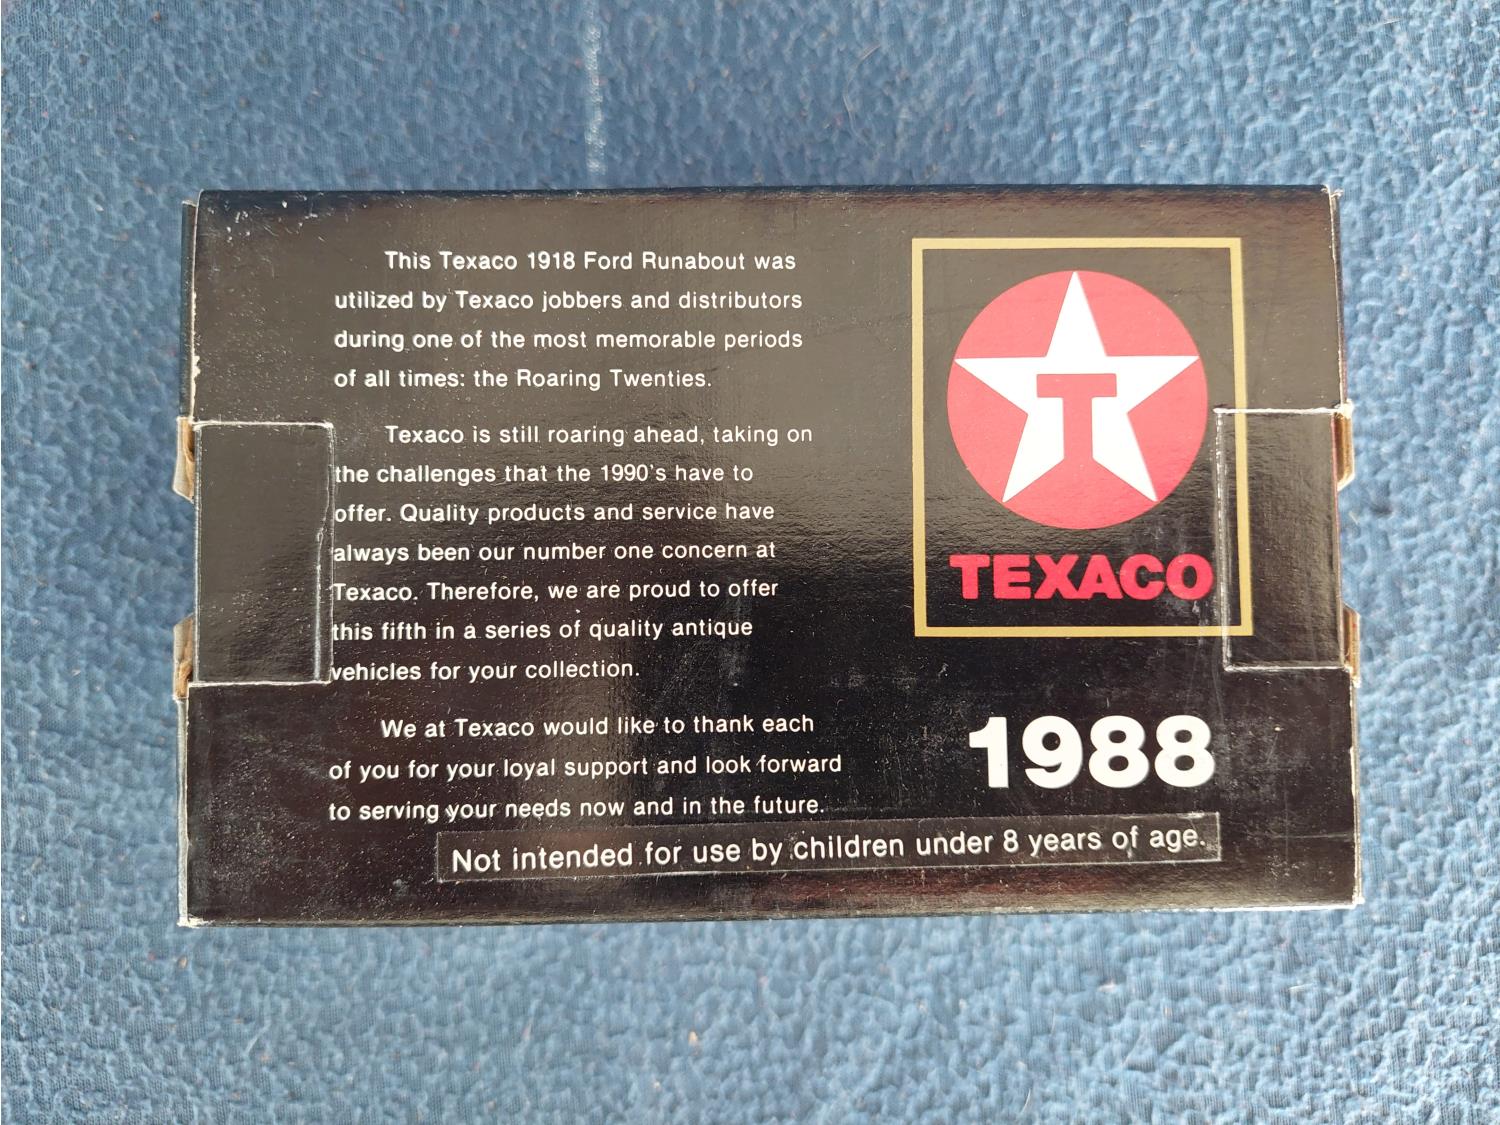 This Texaco 1918 Ford Runabout was
utilized by Texaco jobbers and distributors
during one of the most memorable periods
of all times: the Roaring Twenties.
Texaco is still roaring ahead, taking on
the challenges that the 1990's have to
offer. Quality products and service have
always been our number one concern at
Texaco. Therefore, we are proud to offer
this fifth in a series of quality antique
vehicles for your collection.
We at Texaco would like to thank each
of you for your loyal support and look forward
to serving your needs now and in the future.
T
TEXACO
1988
Not intended for use by children under 8 years of age.